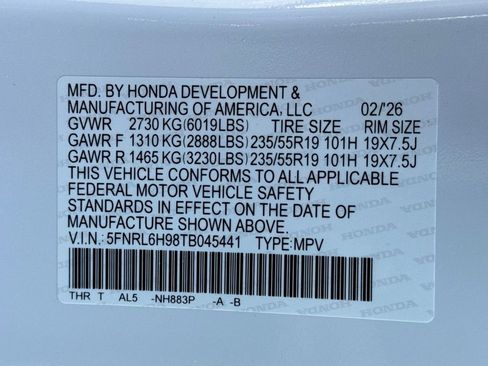 MFD. BY HONDA DEVELOPMENT &
MANUFACTURING OF AMERICA, LLC 02/'26
GVWR 2730 KG(6019LBS) TIRE SIZE RIM SIZE
GAWR F 1310 KG(2888LBS) 235/55R19 101H 19X7.5J
GAWR R 1465 KG(3230LBS) 235/55R19 101H 19X7.5J
THIS VEHICLE CONFORMS TO ALL APPLICABLE
FEDERAL MOTOR VEHICLE SAFETY
STANDARDS IN EFFECT ON THE DATE OF
MANUFACTURE SHOWN ABOVE.
V.I.N.: 5FNRL6H98TB045441 TYPE:MPV
THR T AL5 -NH883P -A -B